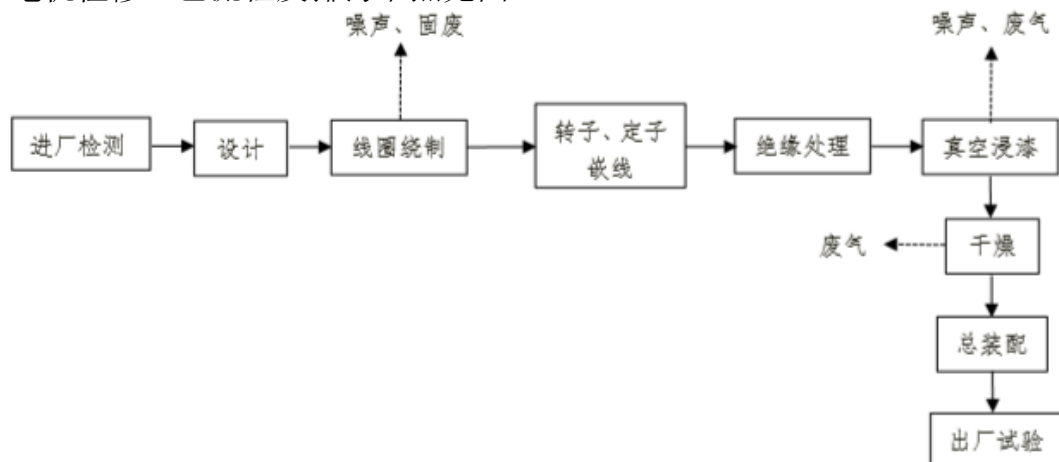 噪声、固废
噪声、废气
进厂检测
设计
线圈绕制
转子、定子
嵌线
绝缘处理
真空浸漆
废气
干燥
总装配
出厂试验